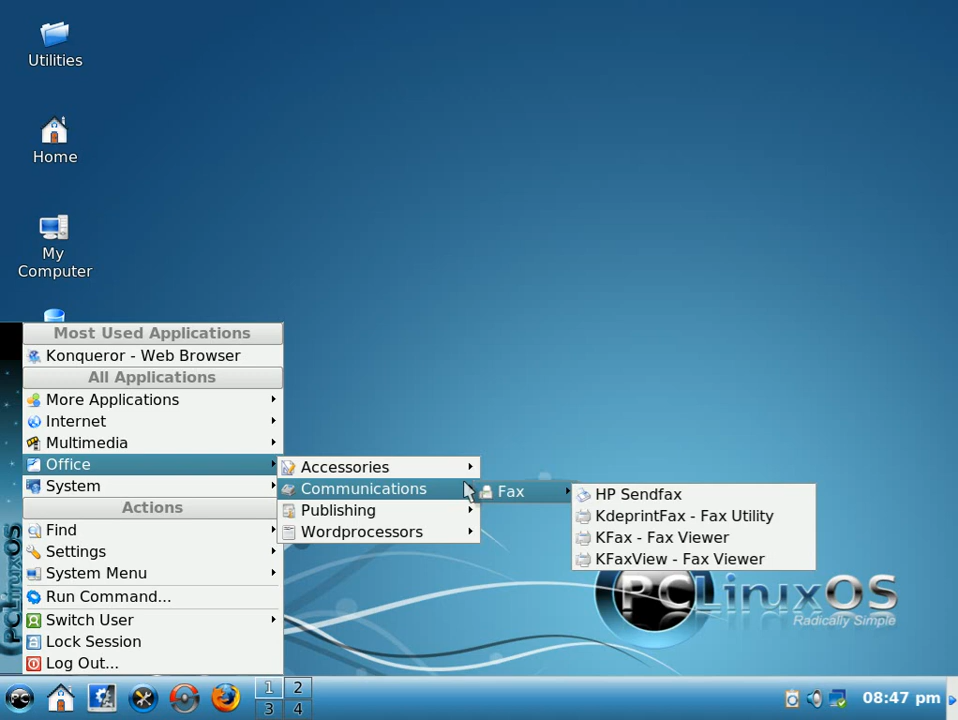 Utilities
Home
My
Computer
Most Used Applications
Konqueror - Web Browser
All Applications
More Applications
Internet
Multimedia
Office
System
Actions
Find
Settings
System Menu
Run Command...
Switch User
Lock Session
Log Out...
PCLinuxOS
Accessories
Communications
Publishing
Wordprocessors
Fax
HP Sendfax
KdeprintFax - Fax Utility
KFax - Fax Viewer
KFaxView - Fax Viewer
PCLinuxOS
Radically Simple
PC
1 2
3 4
08:47 pm